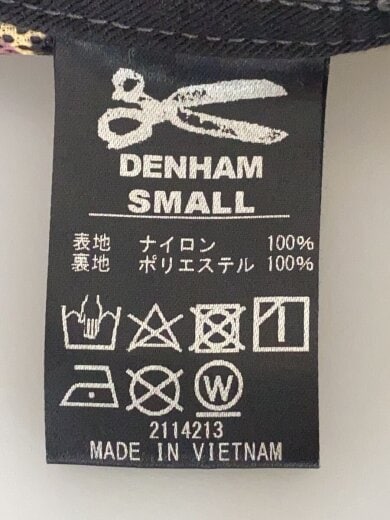 DENHAM
SMALL
表地 ナイロン 100%
裏地 ポリエステル 100%
W
2114213
MADE IN VIETNAM